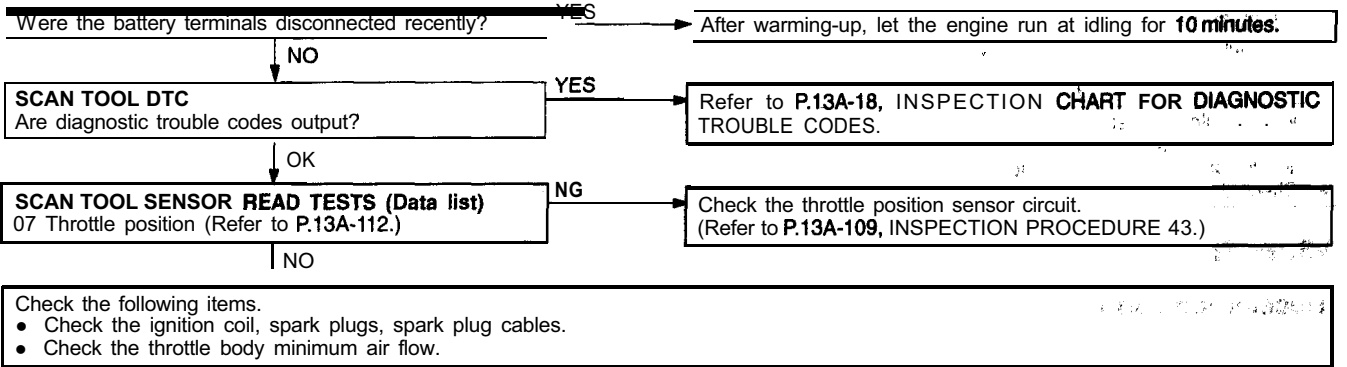 Were the battery terminals disconnected recently?
YES
After warming-up, let the engine run at idling for 10 minutes.
NO
SCAN TOOL DTC
Are diagnostic trouble codes output?
YES
Refer to P.13A-18, INSPECTION CHART FOR DIAGNOSTIC
TROUBLE CODES.
OK
SCAN TOOL SENSOR READ TESTS (Data list)
07 Throttle position (Refer to P.13A-112.)
NG
Check the throttle position sensor circuit.
(Refer to P.13A-109, INSPECTION PROCEDURE 43.)
NO
Check the following items.
● Check the ignition coil, spark plugs, spark plug cables.
● Check the throttle body minimum air flow.